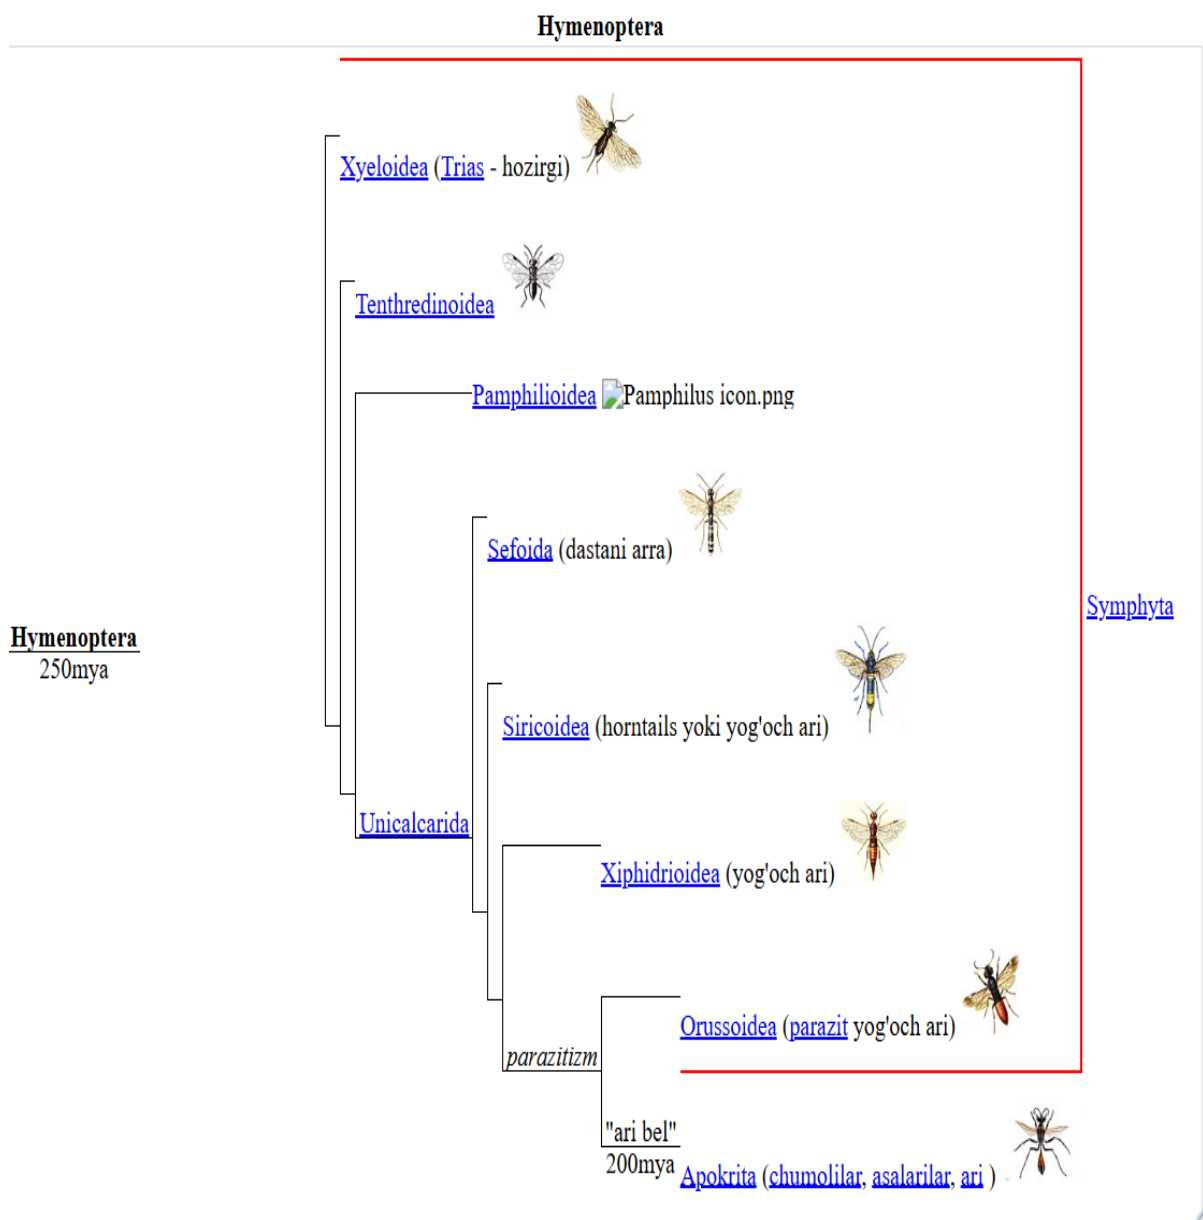 Hymenoptera
Xyeloidea (Trias - hozirgi)
Tenthredinoidea
Pamphilioidea Pamphilus icon.png
Sefoida (dastani arra)
Symphyta
Hymenoptera
250mya
Siricoidea (horntails yoki yog'och ari)
Unicalcarida
Xiphidrioidea (yog'och ari)
Orussoidea (parazit yog'och ari)
parazitizm
"ari bel"
200mya
Apokrita (chumolilar, asalarilar, ari )